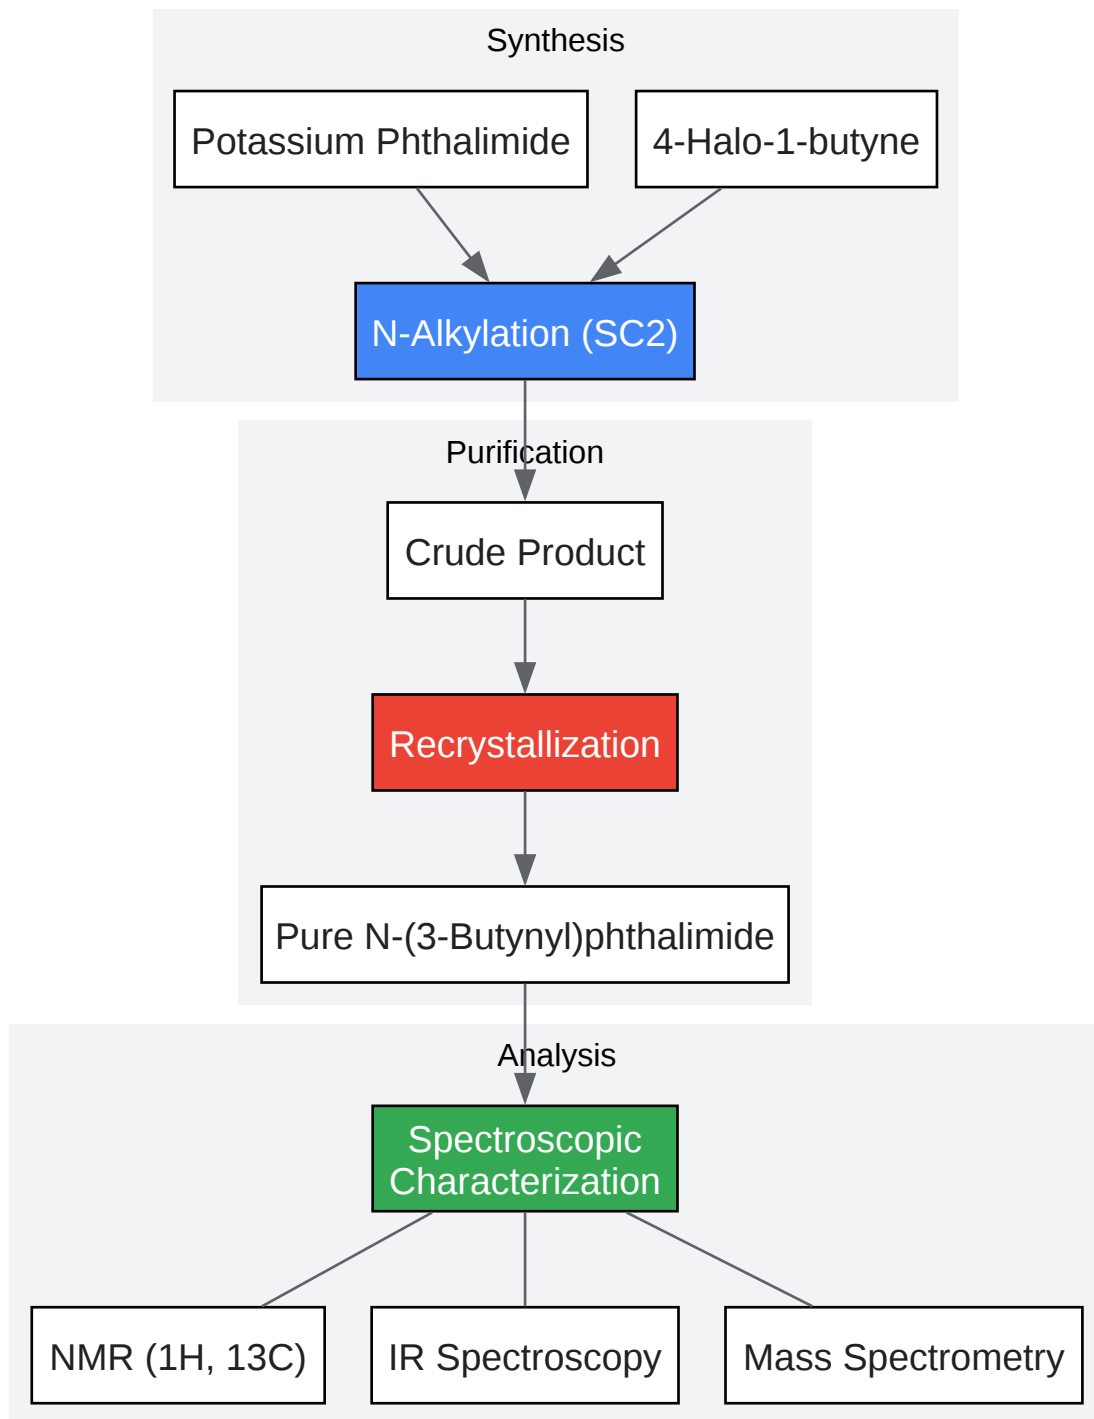 Synthesis
Potassium Phthalimide
4-Halo-1-butyne
N-Alkylation (SC2)
Purification
Crude Product
Recrystallization
Pure N-(3-Butynyl)phthalimide
Analysis
Spectroscopic
Characterization
NMR (1H, 13C)
IR Spectroscopy
Mass Spectrometry